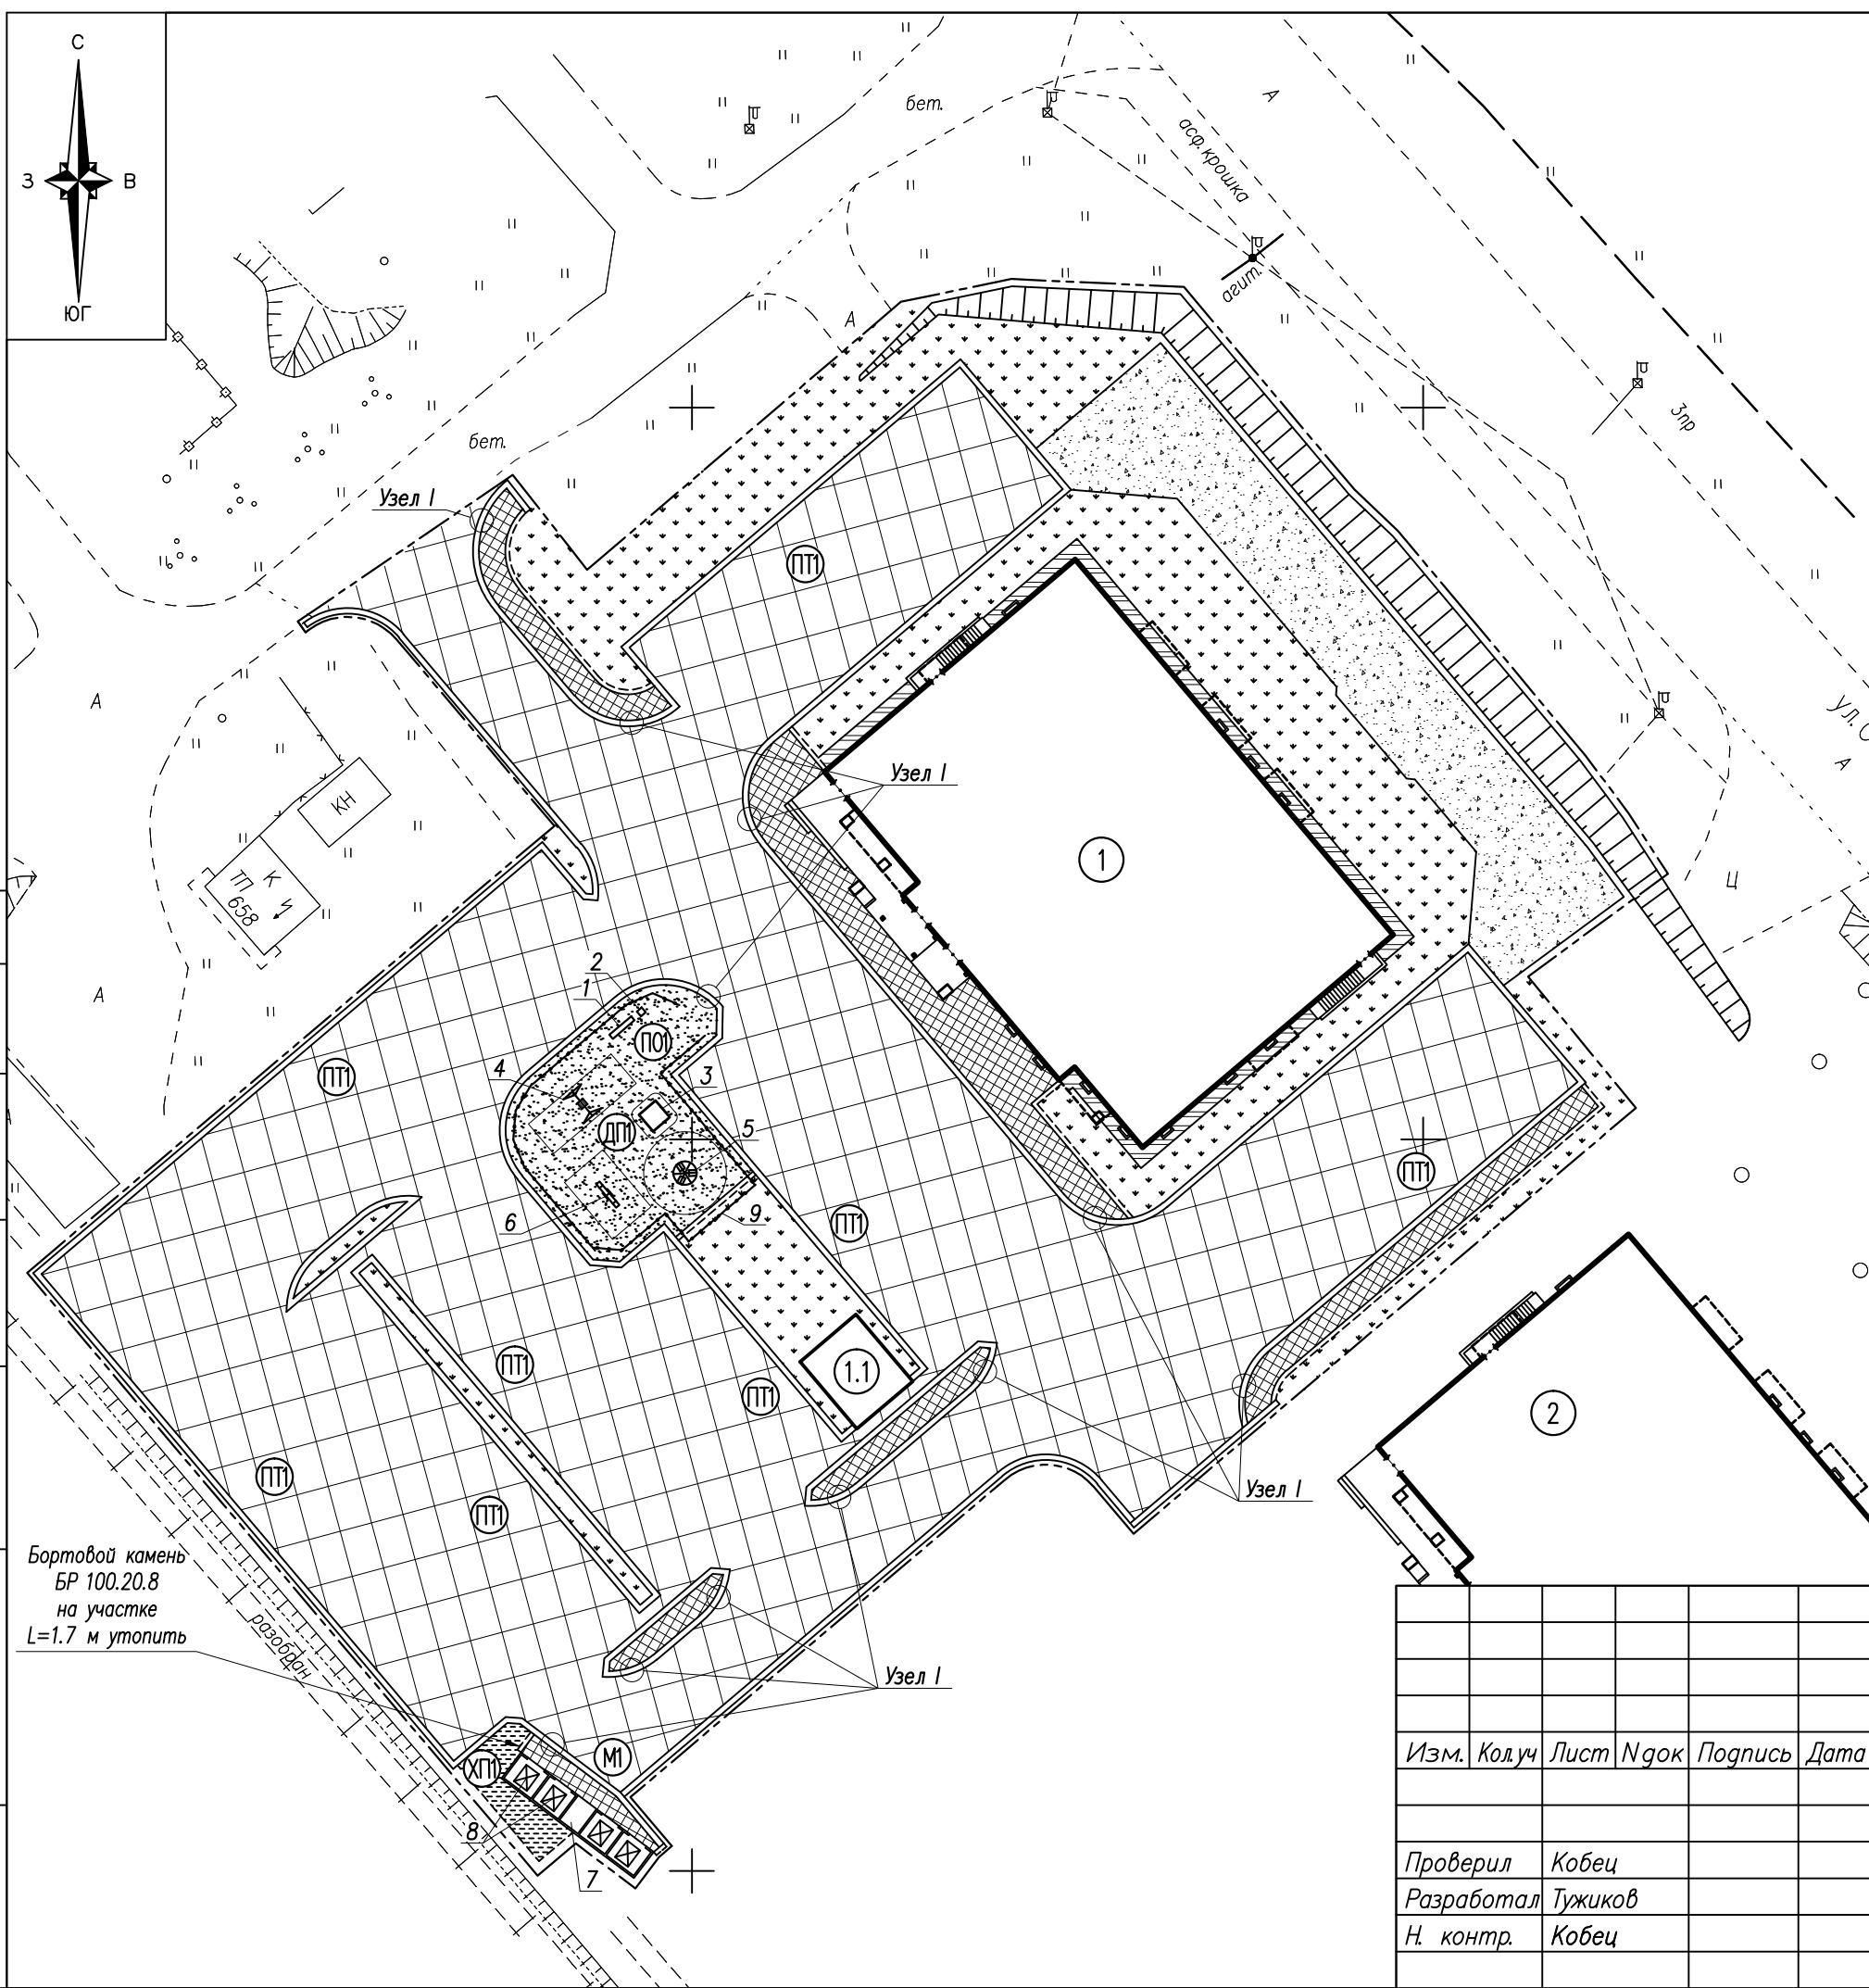 С
З
В
ЮГ
бет.
А
асф.крошка
агит.
А
3пр
бет.
Узел I
ПТ1
А
КН
К
ТП
658
Узел I
1
ул.
А
Ц
А
2
1
ПО1
4
3
ПТ1
ДП1
5
6
9
ПТ1
ПТ1
1.1
ПТ1
ПТ1
2
ПТ1
ПТ1
Узел I
Бортовой камень
БР 100.20.8
на участке
L=1.7 м утопить
разобран
Узел I
ХП1
М1
8
7
Изм. Кол.уч Лист Nдок Подпись Дата
Проверил Кобец
Разработал Тужиков
Н. контр. Кобец